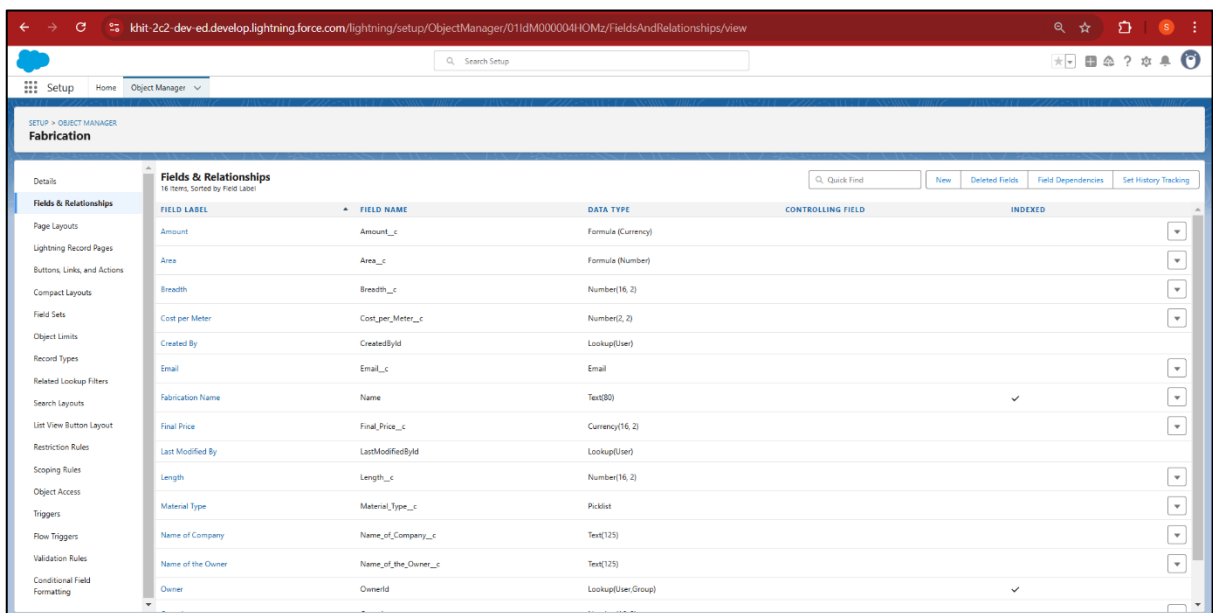 khit-2c2-dev-ed.develop.lightning.force.com/lightning/setup/ObjectManager/01IdM000004HOMz/FieldsAndRelationships/view
S
Search Setup
Setup Home Object Manager
SETUP > OBJECT MANAGER
Fabrication
Details
Fields & Relationships
Page Layouts
Lightning Record Pages
Buttons, Links, and Actions
Compact Layouts
Field Sets
Object Limits
Record Types
Related Lookup Filters
Search Layouts
List View Button Layout
Restriction Rules
Scoping Rules
Object Access
Triggers
Flow Triggers
Validation Rules
Conditional Field
Formatting
Fields & Relationships
16 Items, Sorted by Field Label
Quick Find New Deleted Fields Field Dependencies Set History Tracking
FIELD LABEL FIELD NAME DATA TYPE CONTROLLING FIELD INDEXED
Amount Amount__c Formula (Currency)
Area Area__c Formula (Number)
Breadth Breadth__c Number(16, 2)
Cost per Meter Cost_per_Meter__c Number(2, 2)
Created By CreatedById Lookup(User)
Email Email__c Email
Fabrication Name Name Text(80)
Final Price Final_Price__c Currency(16, 2)
Last Modified By LastModifiedById Lookup(User)
Length Length__c Number(16, 2)
Material Type Material_Type__c Picklist
Name of Company Name_of_Company__c Text(125)
Name of the Owner Name_of_the_Owner__c Text(125)
Owner OwnerId Lookup(User,Group)